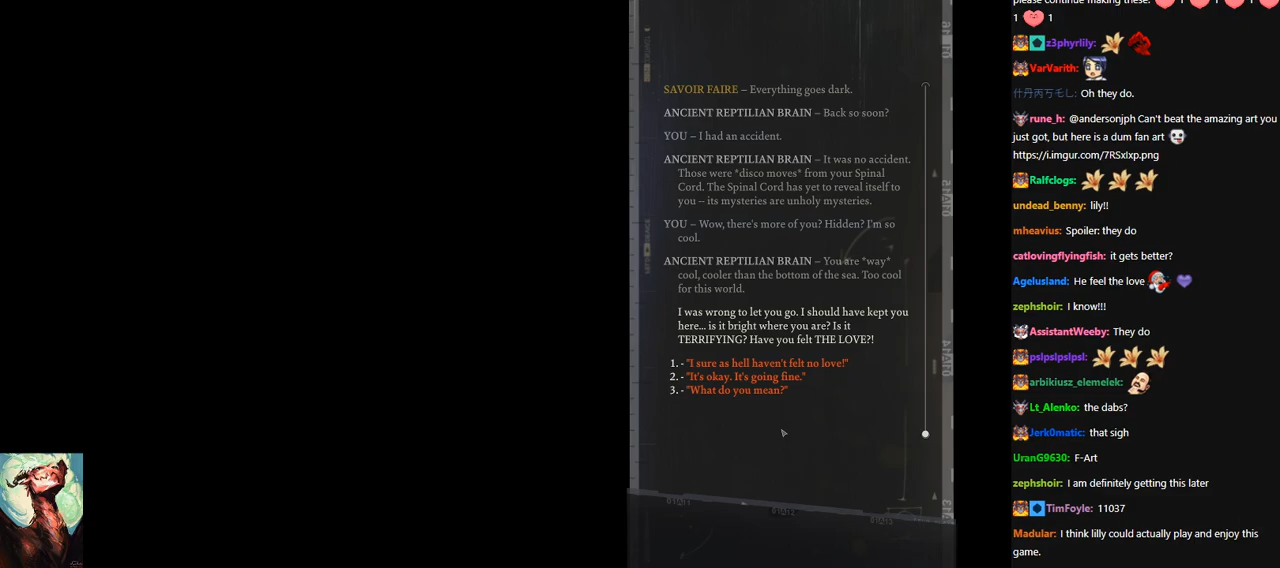 SAVOIR FAIRE – Everything goes dark.
ANCIENT REPTILIAN BRAIN – Back so soon?
YOU – I had an accident.
ANCIENT REPTILIAN BRAIN – It was no accident.
Those were *disco moves* from your Spinal
Cord. The Spinal Cord has yet to reveal itself to
you – its mysteries are unholy mysteries.
YOU – Wow, there's more of you? Hidden? I'm so
cool.
ANCIENT REPTILIAN BRAIN – You are *way*
cool, cooler than the bottom of the sea. Too cool
for this world.
I was wrong to let you go. I should have kept you
here... is it bright where you are? Is it
TERRIFYING? Have you felt THE LOVE?!
1. - "I sure as hell haven't felt no love!"
2. - "It's okay. It's going fine."
3. - "What do you mean?"
please continue making these. 1 1 1
1 1
z3phyrlily:
VarVarith:
Oh they do.
rune_h: @andersonjph Can't beat the amazing art you
just got, but here is a dum fan art
https://i.imgur.com/7RSxlxp.png
Ralfclogs:
undead_benny: lily!!
mheavius: Spoiler: they do
catlovingflyingfish: it gets better?
Agelusland: He feel the love
zephshoir: I know!!!
AssistantWeeby: They do
pslpslpslpsl:
arbikiusz_elemelek:
Lt_Alenko: the dabs?
Jerk0matic: that sigh
UranG9630: F-Art
zephshoir: I am definitely getting this later
TimFoyle: 11037
Madular: I think lilly could actually play and enjoy this
game.